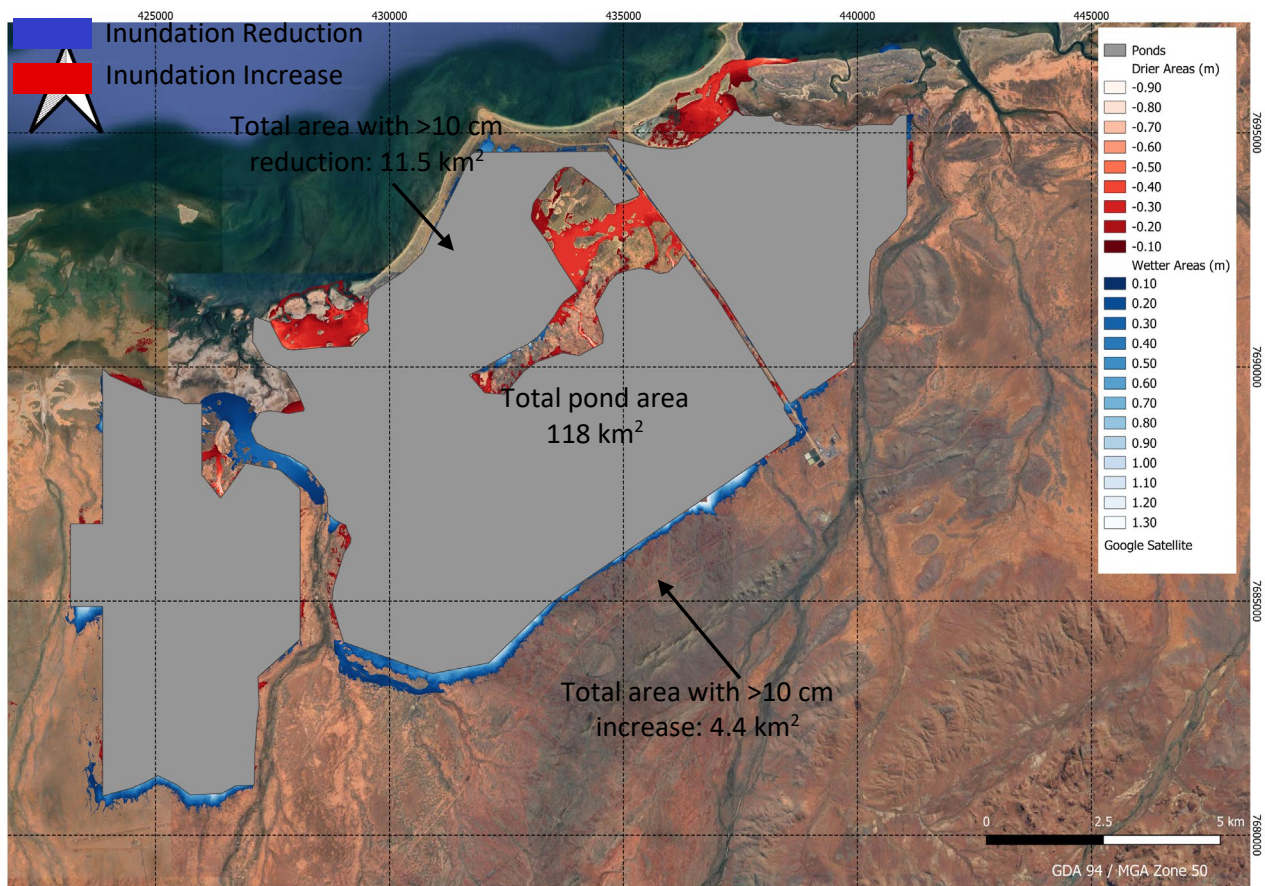 425000
430000
435000
440000
445000
Inundation Reduction
Inundation Increase
Total area with >10 cm
reduction: 11.5 km²
Total pond area
118 km²
Total area with >10 cm
increase: 4.4 km²
Ponds
Drier Areas (m)
-0.90
-0.80
-0.70
-0.60
-0.50
-0.40
-0.30
-0.20
-0.10
Wetter Areas (m)
0.10
0.20
0.30
0.40
0.50
0.60
0.70
0.80
0.90
1.00
1.10
1.20
1.30
Google Satellite
7695000
7690000
7685000
7680000
0 2.5 5 km
GDA 94 / MGA Zone 50